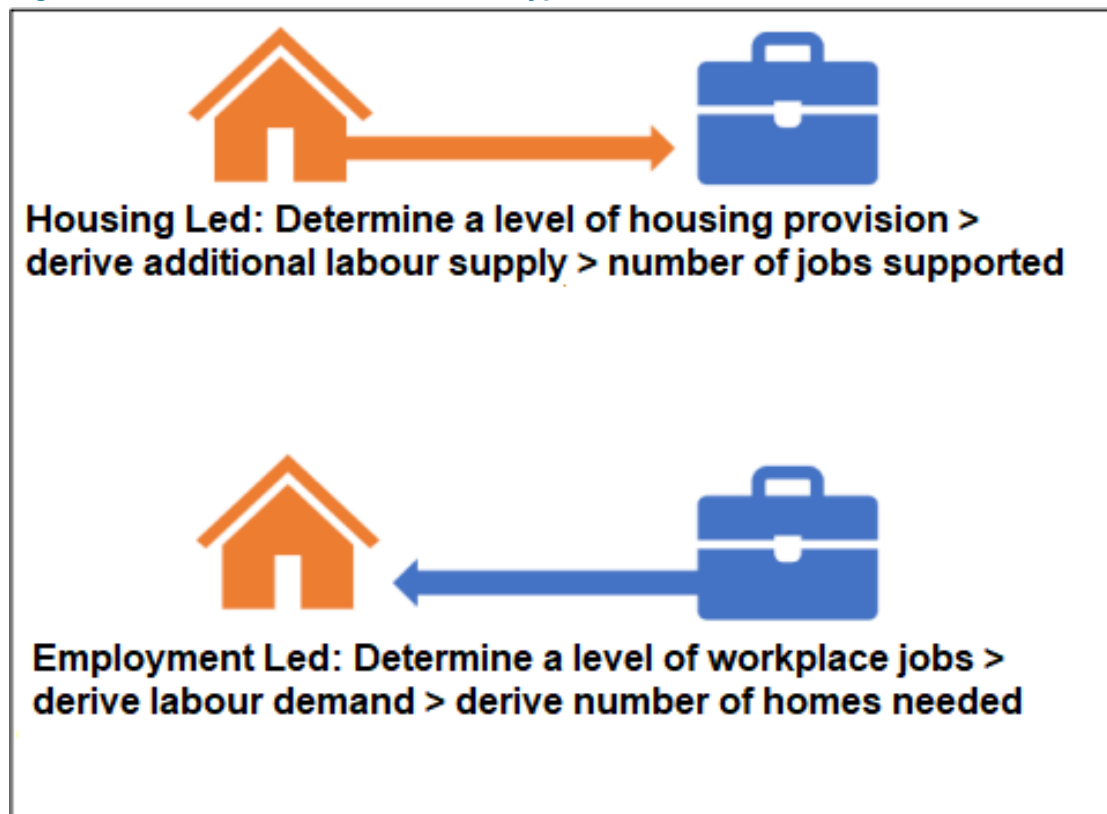 Housing Led: Determine a level of housing provision >
derive additional labour supply > number of jobs supported
Employment Led: Determine a level of workplace jobs >
derive labour demand > derive number of homes needed